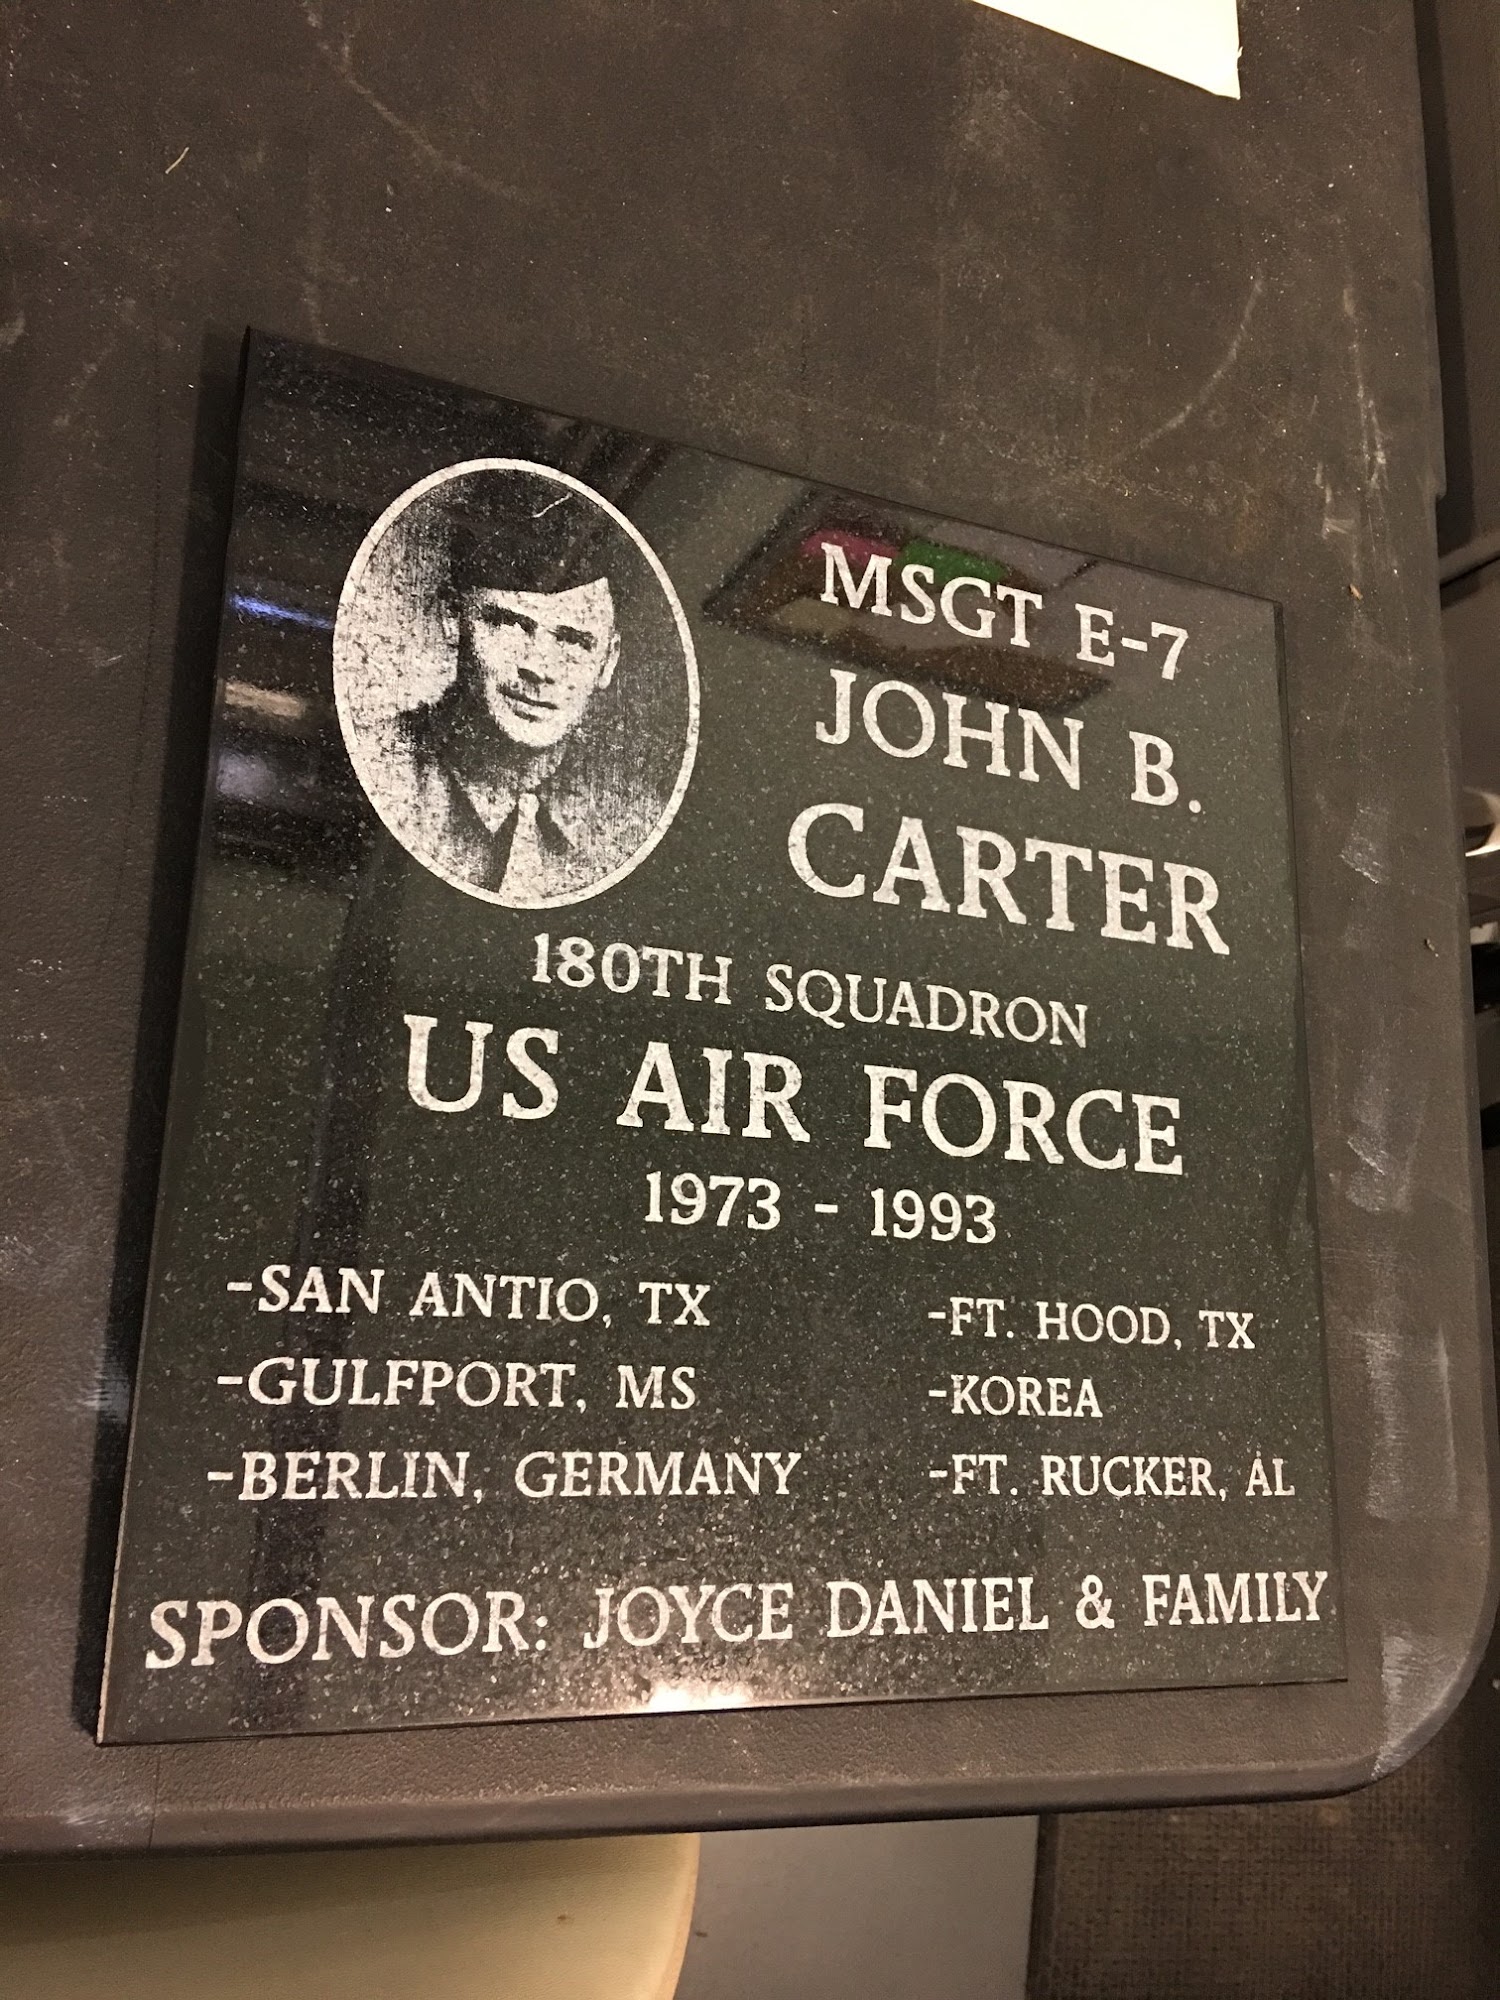 MSGT E-7
JOHN B.
CARTER
180TH SQUADRON
US AIR FORCE
1973 - 1993
-SAN ANTIO, TX
-GULFPORT, MS
-BERLIN, GERMANY
-FT. HOOD, TX
-KOREA
-FT. RUCKER, AL
SPONSOR: JOYCE DANIEL & FAMILY